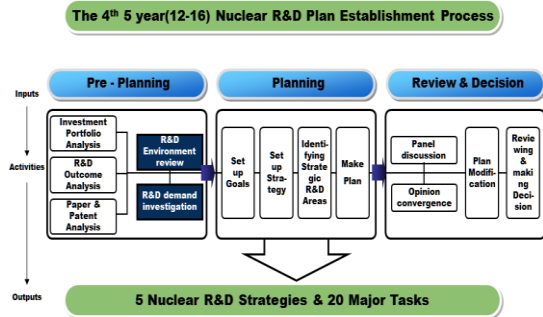 The 4th 5 year(12-16) Nuclear R&D Plan Establishment Process
Pre - Planning
Planning
Review & Decision
Inputs
Activities
Outputs
Investment
Portfolio
Analysis
R&D
Outcome
Analysis
Paper &
Patent
Analysis
R&D
Environment
review
R&D demand
investigation
Set
up
Goals
Set
up
Stra-
tegy
Identi-
fying
Strate
gic
R&D
Areas
Make
Plan
Panel
discussion
Opinion
convergence
Plan
Modifi-
cation
Revie
wing
&
making
Deci-
sion
5 Nuclear R&D Strategies & 20 Major Tasks